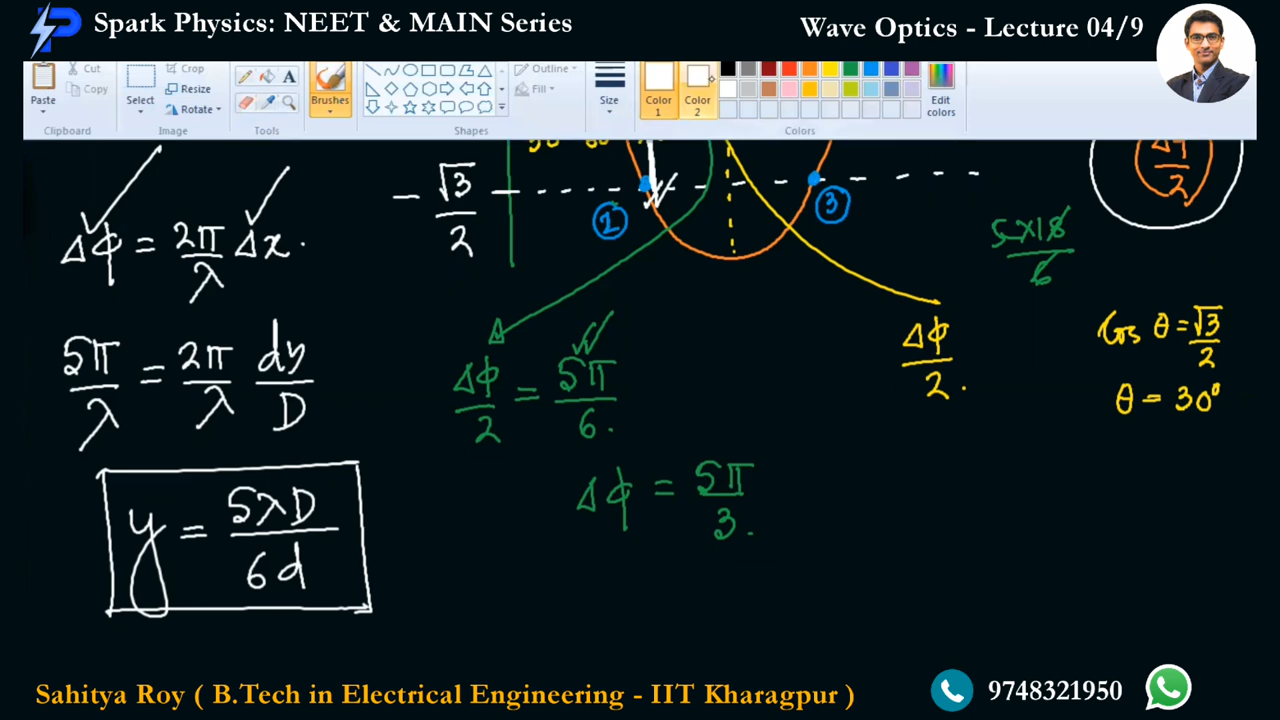 Spark Physics: NEET & MAIN Series
Wave Optics - Lecture 04/9
Paste
Cut
Copy
Clipboard
Select
Crop
Resize
Rotate
Image
Tools
Brushes
Shapes
Outline
Fill
Size
Color 1
Color 2
Edit colors
Colors
- √3/2
②
③
Δφ = 2π/λ Δx.
5π/λ = 2π/λ dy/D
y = 5λD/6d
Δφ/2 = 5π/6.
Δφ = 5π/3.
Δφ/2.
5×18/6
Cos θ = √3/2
θ = 30°
Sahitya Roy ( B.Tech in Electrical Engineering - IIT Kharagpur )
9748321950